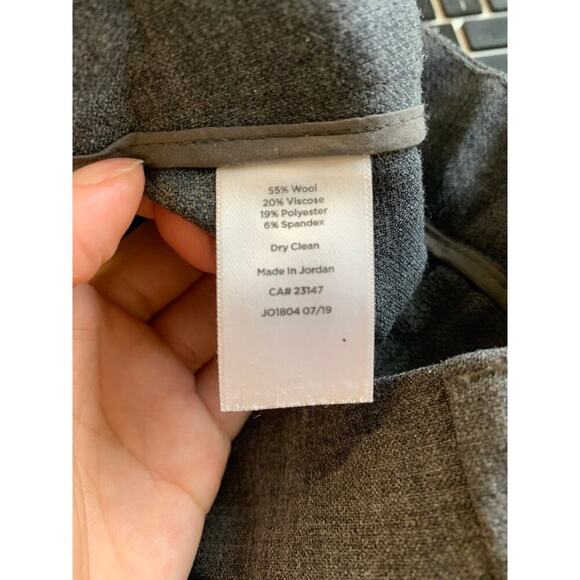 55% Wool
20% Viscose
19% Polyester
6% Spandex
Dry Clean
Made In Jordan
CA# 23147
JO1804 07/19